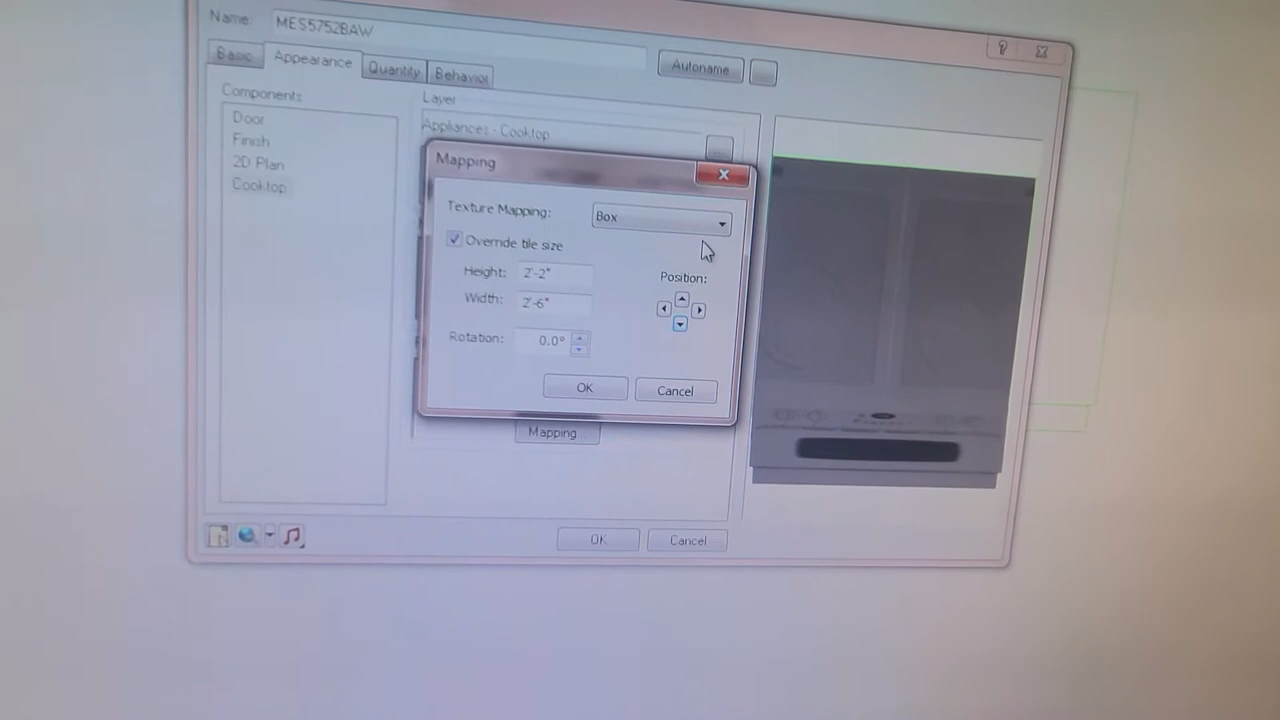 Name: MES5752BAW
Basic Appearance Quantity Behavior
Autoname
Components
Door
Finish
2D Plan
Cooktop
Layer
Appliances - Cooktop
Mapping
Texture Mapping: Box
Override tile size
Height: 2'-2"
Width: 2'-6"
Rotation: 0.0°
Position:
OK Cancel
Mapping...
OK Cancel